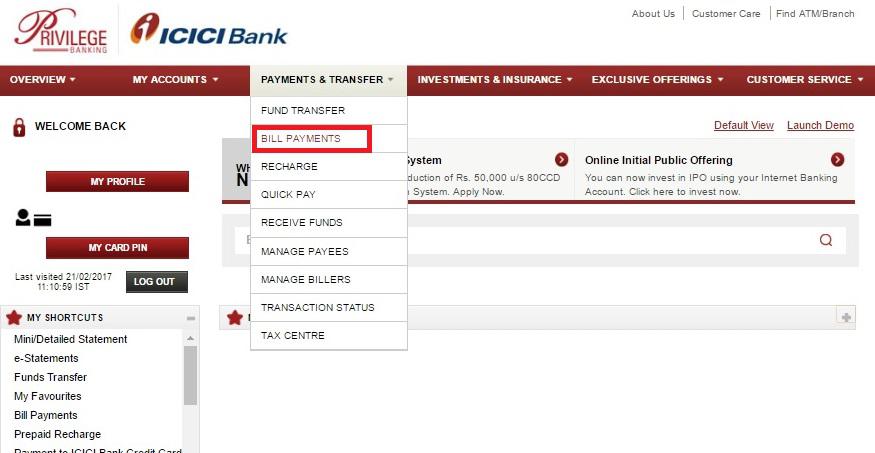 PRIVILEGE
BANKING
ICICI Bank
About Us | Customer Care | Find ATM/Branch
OVERVIEW
MY ACCOUNTS
PAYMENTS & TRANSFER
INVESTMENTS & INSURANCE
EXCLUSIVE OFFERINGS
CUSTOMER SERVICE
FUND TRANSFER
BILL PAYMENTS
RECHARGE
QUICK PAY
RECEIVE FUNDS
MANAGE PAYEES
MANAGE BILLERS
TRANSACTION STATUS
TAX CENTRE
WELCOME BACK
MY PROFILE
MY CARD PIN
Last visited 21/02/2017
11:10:59 IST
LOG OUT
Default View
Launch Demo
WH
N
System
duction of Rs. 50,000 u/s 80CCD
System. Apply Now.
Online Initial Public Offering
You can now invest in IPO using your Internet Banking
Account. Click here to invest now.
MY SHORTCUTS
Mini/Detailed Statement
e-Statements
Funds Transfer
My Favourites
Bill Payments
Prepaid Recharge
Payment to ICICI Bank Credit Card